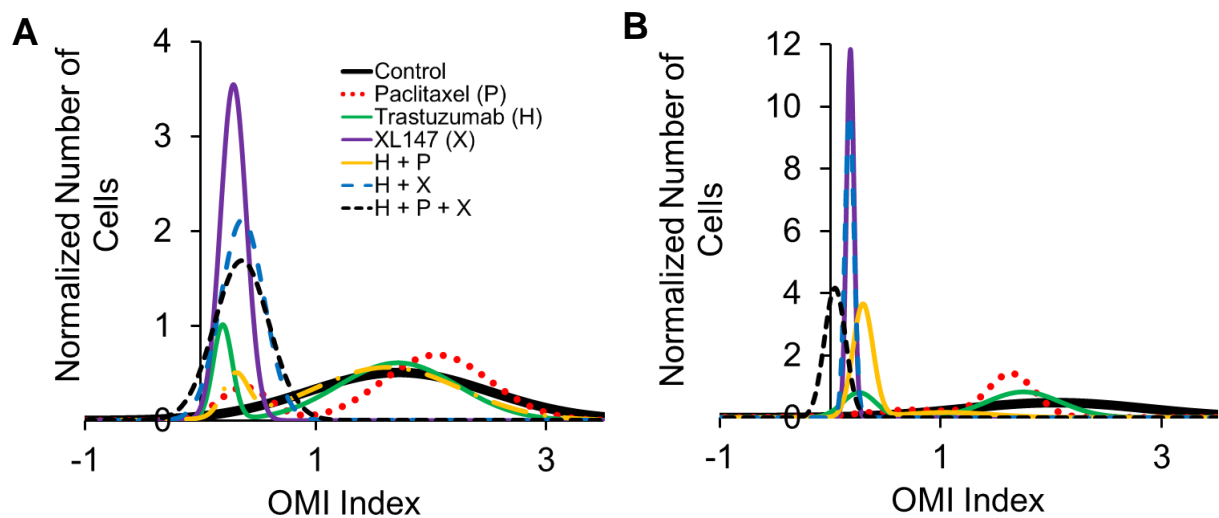 A
Normalized Number of
Cells
4
3
2
1
0
-1
1
3
OMI Index
Control
Paclitaxel (P)
Trastuzumab (H)
XL147 (X)
H + P
H + X
H + P + X
B
Normalized Number of
Cells
12
10
8
6
4
2
0
-1
1
3
OMI Index